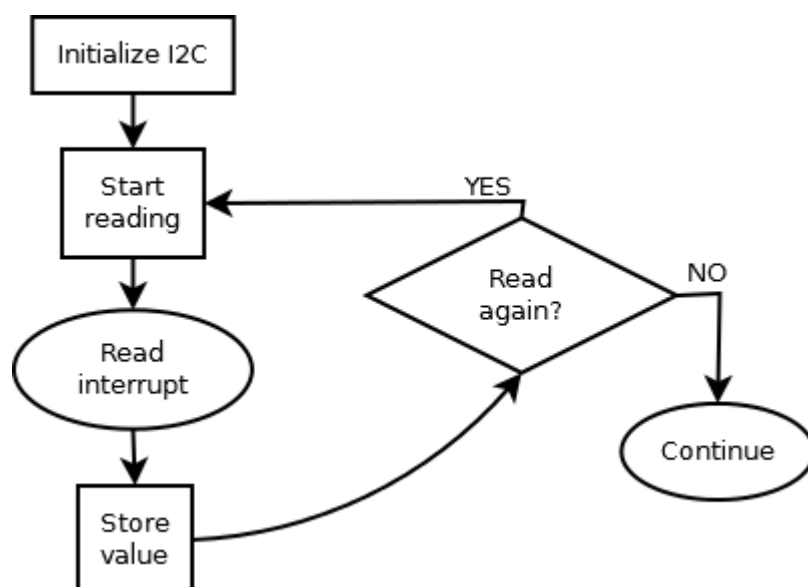 Initialize I2C
Start
reading
YES
Read
again?
NO
Read
interrupt
Continue
Store
value